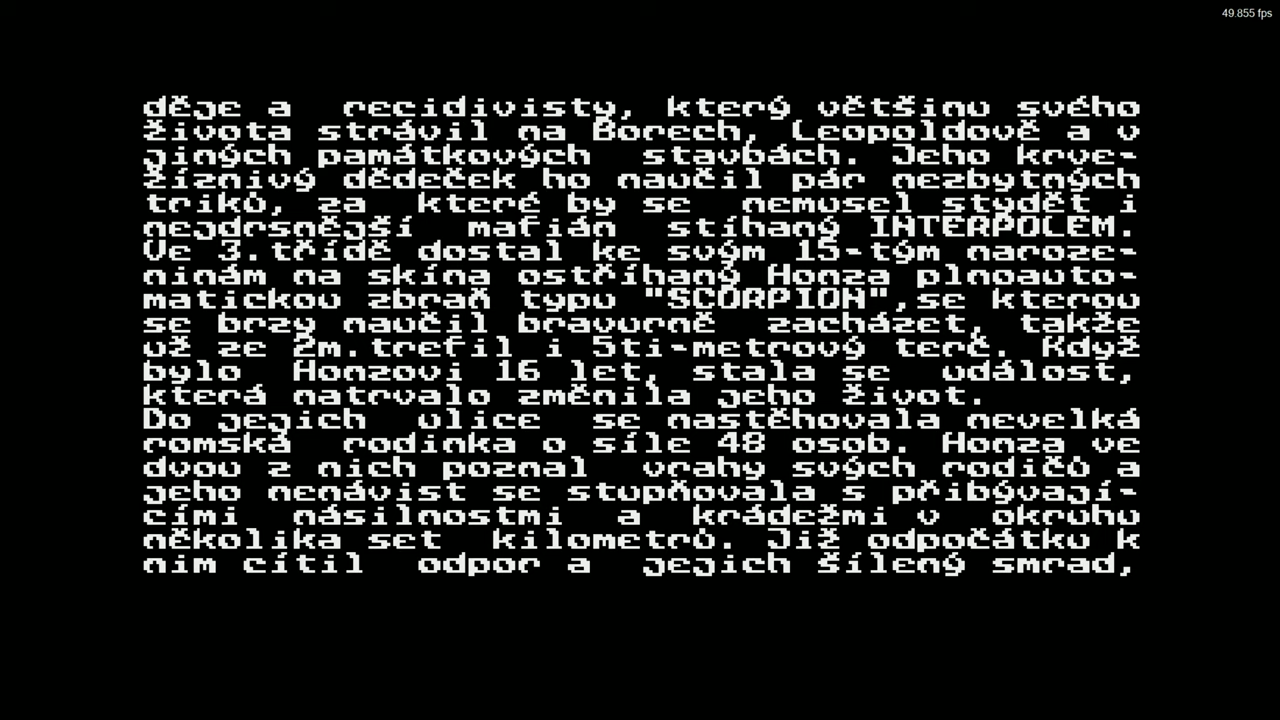 49.855 fps
děje a recidivisty, který většinu svého
života strávil na Borech, Leopoldově a v
jiných památkových stavbách. Jeho krve-
žíznivý dědeček ho naučil pár nezbytných
triků, za které by se nemusel stydět i
nejdrsnější mafián stíhaný INTERPOLEM.
Ve 3.třídě dostal ke svým 15-tým naroze-
ninám na skína ostříhaný Honza plnoauto-
matickou zbraň typu "SCORPION",se kterou
se brzy naučil bravurně zacházet, takže
už ze 2m.trefil i 5ti-metrový terč. Když
bylo Honzovi 16 let, stala se událost,
která natrvalo změnila jeho život.
Do jejich ulice se nastěhovala nevelká
romská rodinka o síle 48 osob. Honza ve
dvou z nich poznal vrahy svých rodičů a
jeho nenávist se stupňovala s přibývají-
cími násilnostmi a krádežmi v okruhu
několika set kilometrů. Již odpočátku k
nim cítil odpor a jejich šílený smrad,